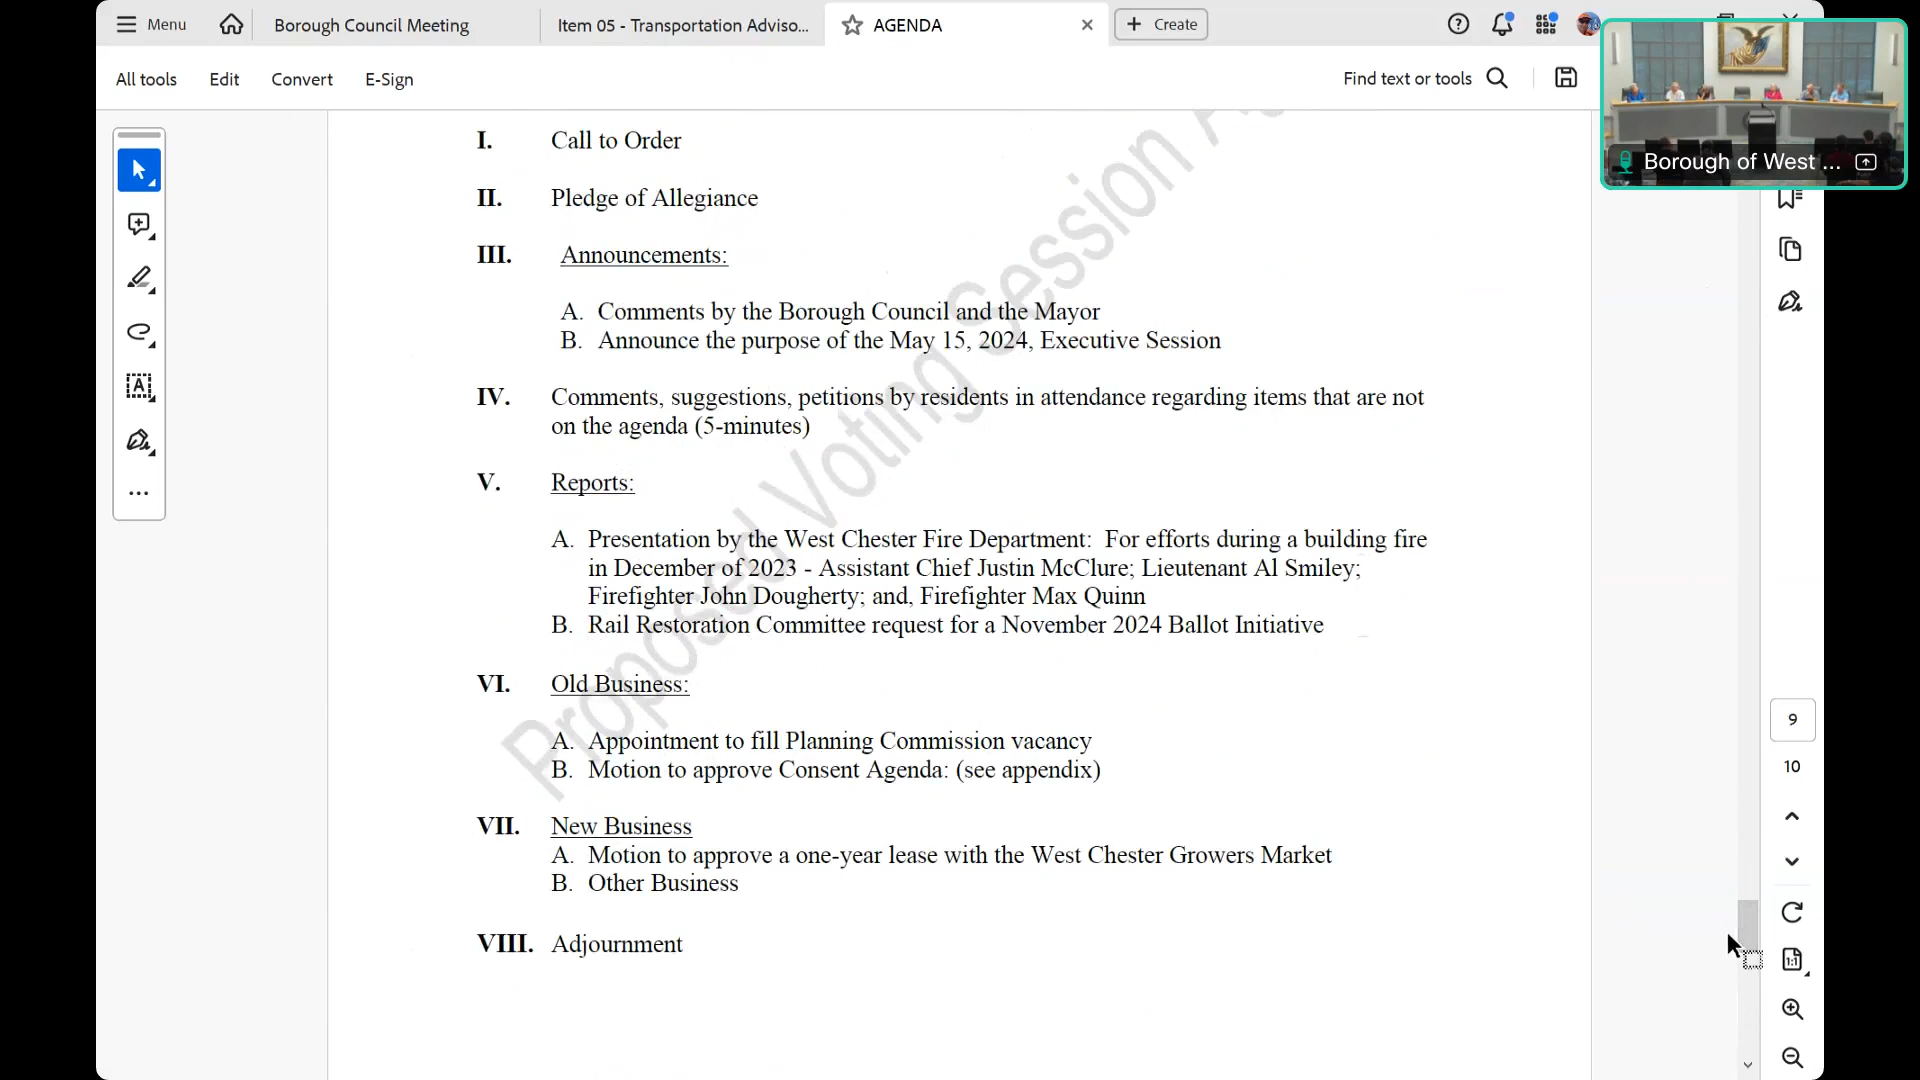 Menu
Borough Council Meeting
Item 05 - Transportation Adviso...
AGENDA
Create
All tools
Edit
Convert
E-Sign
Find text or tools
Borough of West ...
I. Call to Order
II. Pledge of Allegiance
III. Announcements:
A. Comments by the Borough Council and the Mayor
B. Announce the purpose of the May 15, 2024, Executive Session
IV. Comments, suggestions, petitions by residents in attendance regarding items that are not
on the agenda (5-minutes)
V. Reports:
A. Presentation by the West Chester Fire Department: For efforts during a building fire
in December of 2023 - Assistant Chief Justin McClure; Lieutenant Al Smiley;
Firefighter John Dougherty; and, Firefighter Max Quinn
B. Rail Restoration Committee request for a November 2024 Ballot Initiative
VI. Old Business:
A. Appointment to fill Planning Commission vacancy
B. Motion to approve Consent Agenda: (see appendix)
VII. New Business
A. Motion to approve a one-year lease with the West Chester Growers Market
B. Other Business
VIII. Adjournment
Proposed Voting Session
9
10
1:1